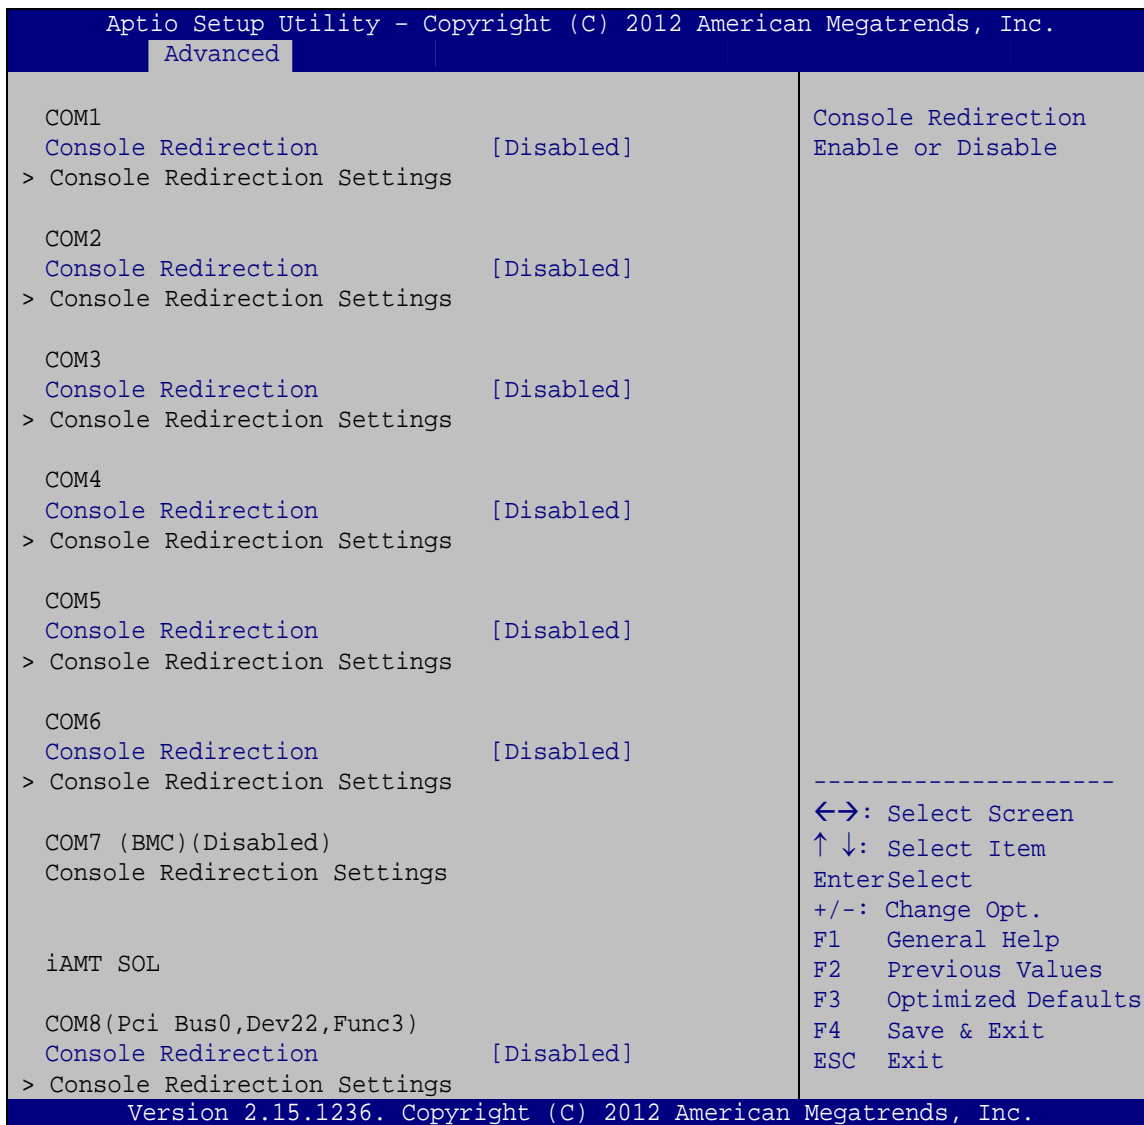 Aptio Setup Utility – Copyright (C) 2012 American Megatrends, Inc.
Advanced
COM1
Console Redirection [Disabled]
> Console Redirection Settings
COM2
Console Redirection [Disabled]
> Console Redirection Settings
COM3
Console Redirection [Disabled]
> Console Redirection Settings
COM4
Console Redirection [Disabled]
> Console Redirection Settings
COM5
Console Redirection [Disabled]
> Console Redirection Settings
COM6
Console Redirection [Disabled]
> Console Redirection Settings
COM7 (BMC)(Disabled)
Console Redirection Settings
iAMT SOL
COM8(Pci Bus0,Dev22,Func3)
Console Redirection [Disabled]
> Console Redirection Settings
Console Redirection
Enable or Disable
---------------------
←→: Select Screen
↑ ↓: Select Item
EnterSelect
+/-: Change Opt.
F1 General Help
F2 Previous Values
F3 Optimized Defaults
F4 Save & Exit
ESC Exit
Version 2.15.1236. Copyright (C) 2012 American Megatrends, Inc.